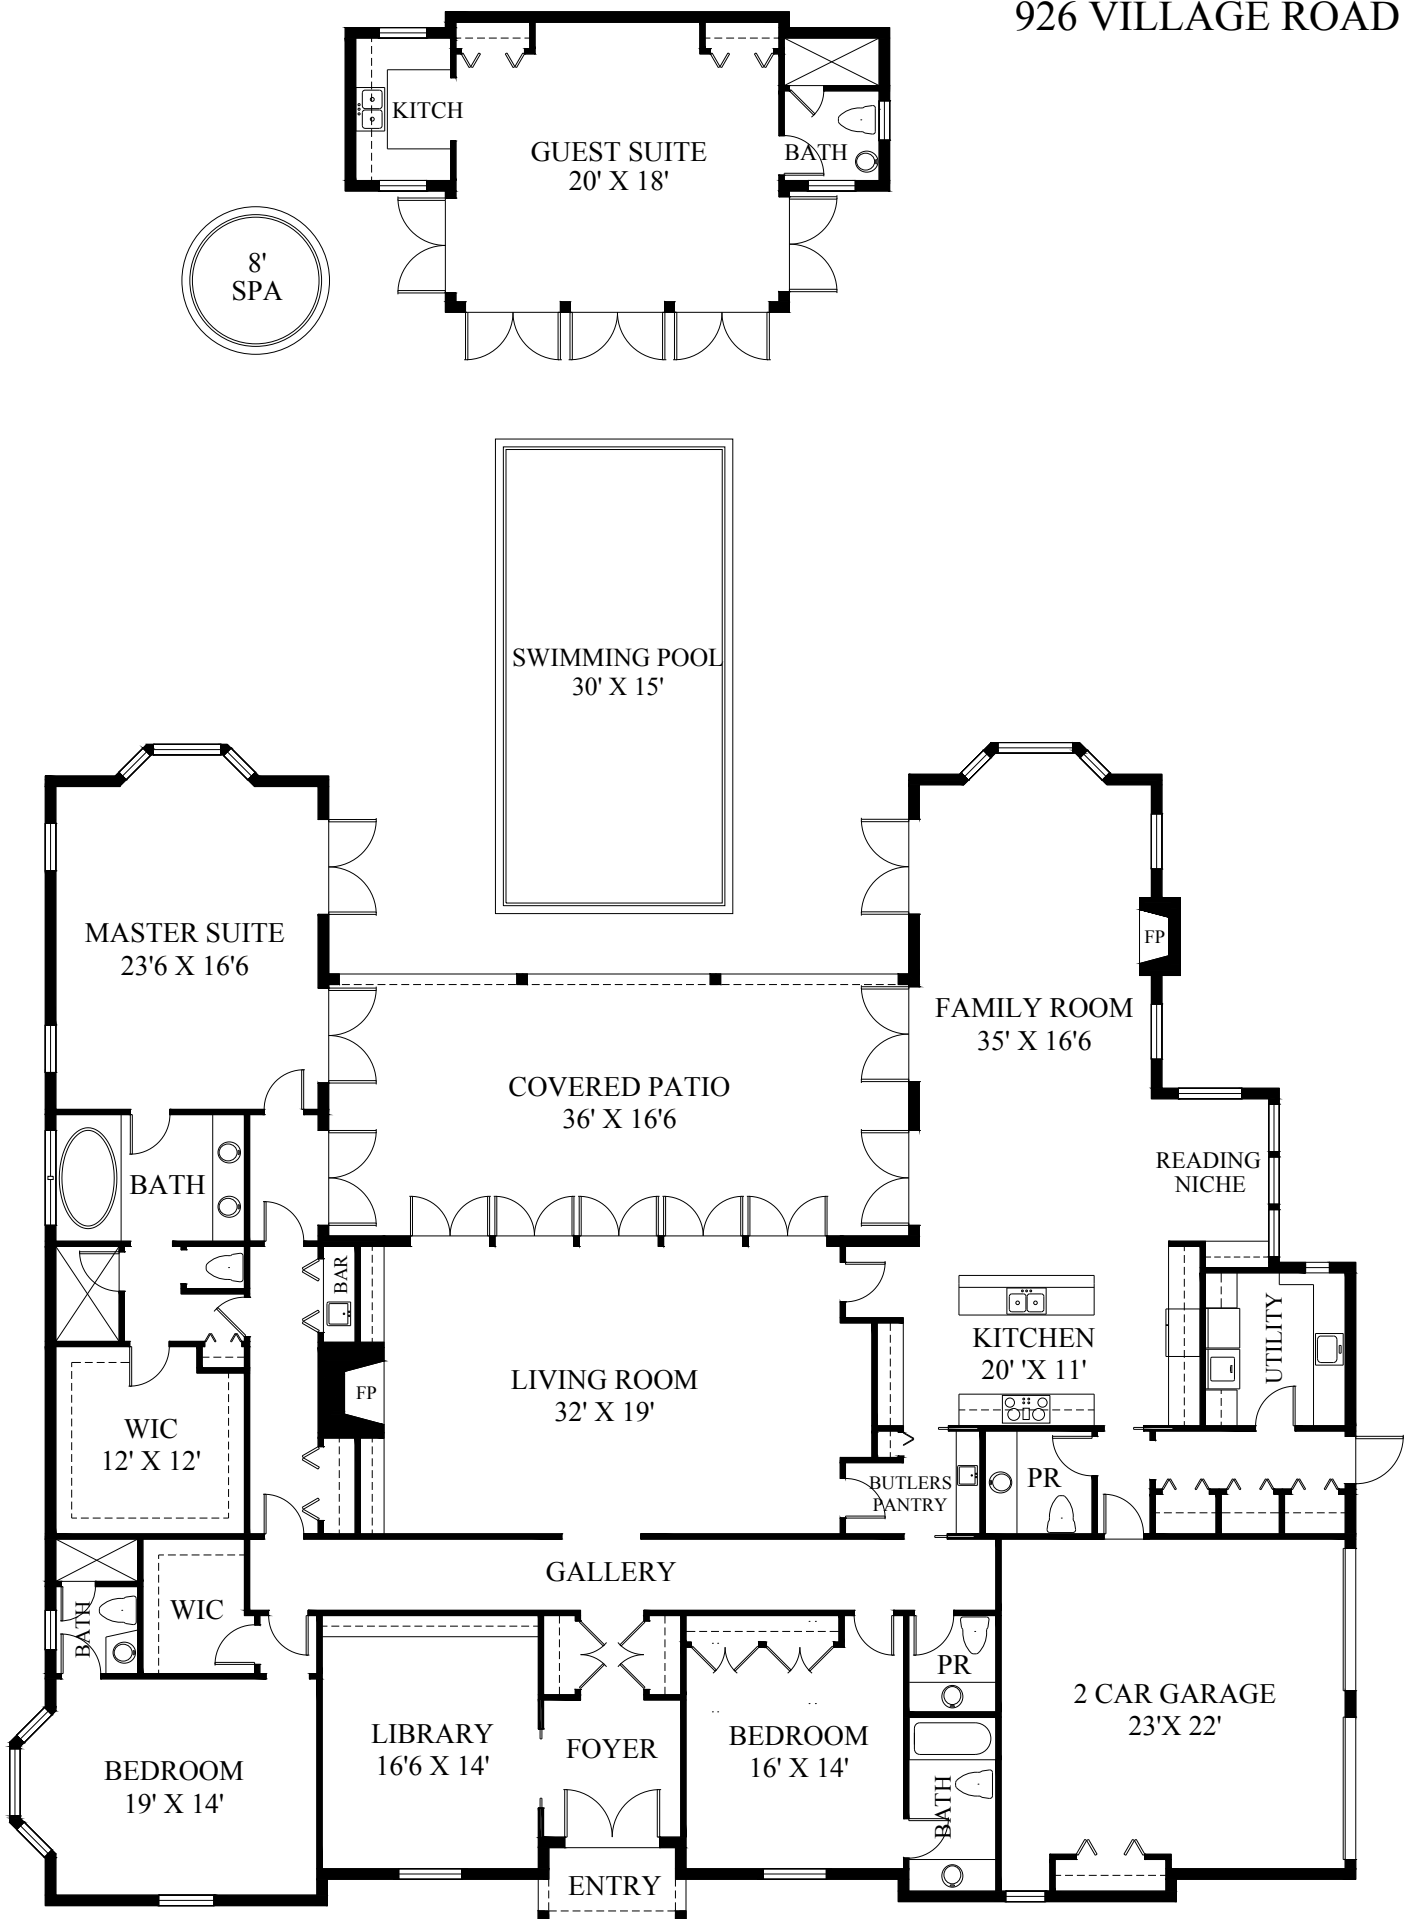 926 VILLAGE ROAD
KITCH
GUEST SUITE
20' X 18'
BATH
8'
SPA
SWIMMING POOL
30' X 15'
MASTER SUITE
23'6 X 16'6
FP
FAMILY ROOM
35' X 16'6
COVERED PATIO
36' X 16'6
READING
NICHE
BATH
BAR
KITCHEN
20' 'X 11'
UTILITY
LIVING ROOM
32' X 19'
FP
WIC
12' X 12'
BUTLERS
PANTRY
PR
GALLERY
BATH
WIC
PR
2 CAR GARAGE
23'X 22'
LIBRARY
16'6 X 14'
FOYER
BEDROOM
16' X 14'
BEDROOM
19' X 14'
BATH
ENTRY